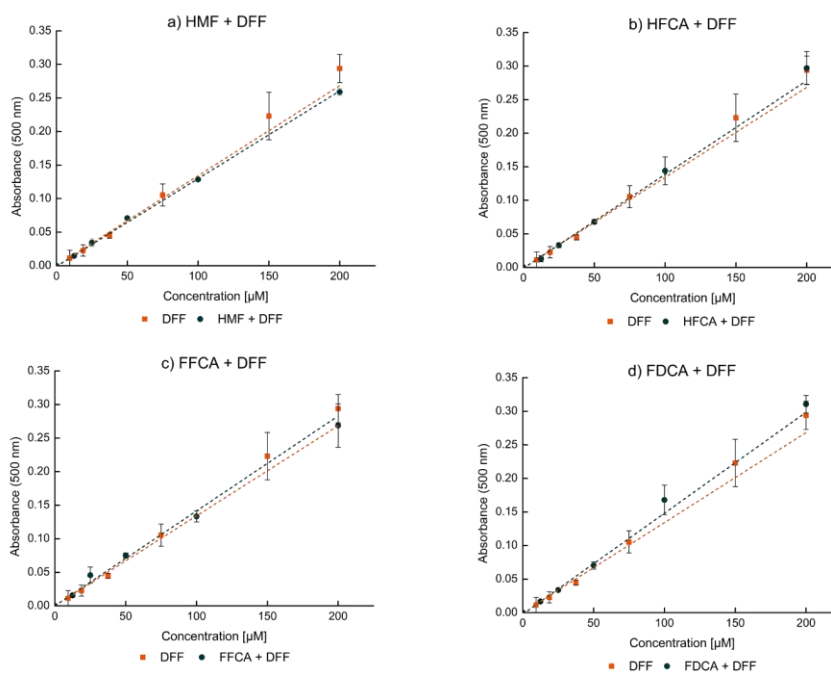 a) HMF + DFF
0.35
0.30
0.25
0.20
0.15
0.10
0.05
0.00
Absorbance (500 nm)
0
50
100
150
200
Concentration [µM]
DFF
HMF + DFF
b) HFCA + DFF
0.35
0.30
0.25
0.20
0.15
0.10
0.05
0.00
Absorbance (500 nm)
0
50
100
150
200
Concentration [µM]
DFF
HFCA + DFF
c) FFCA + DFF
0.35
0.30
0.25
0.20
0.15
0.10
0.05
0.00
Absorbance (500 nm)
0
50
100
150
200
Concentration [µM]
DFF
FFCA + DFF
d) FDCA + DFF
0.35
0.30
0.25
0.20
0.15
0.10
0.05
0.00
Absorbance (500 nm)
0
50
100
150
200
Concentration [µM]
DFF
FDCA + DFF